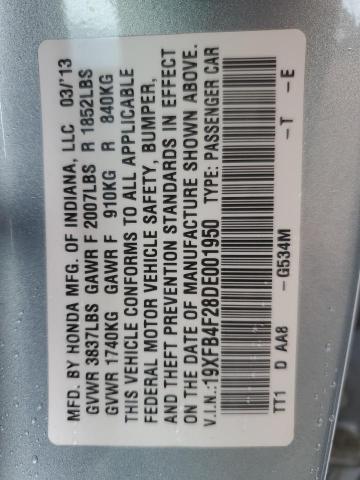 MFD. BY HONDA MFG. OF INDIANA, LLC 03/'13
GVWR 3837LBS GAWR F 2007LBS R 1852LBS
GVWR 1740KG GAWR F 910KG R 840KG
THIS VEHICLE CONFORMS TO ALL APPLICABLE
FEDERAL MOTOR VEHICLE SAFETY, BUMPER,
AND THEFT PREVENTION STANDARDS IN EFFECT
ON THE DATE OF MANUFACTURE SHOWN ABOVE.
V.I.N.: 19XFB4F28DE001950 TYPE: PASSENGER CAR
TT1 D AA8 -G534M -T -E